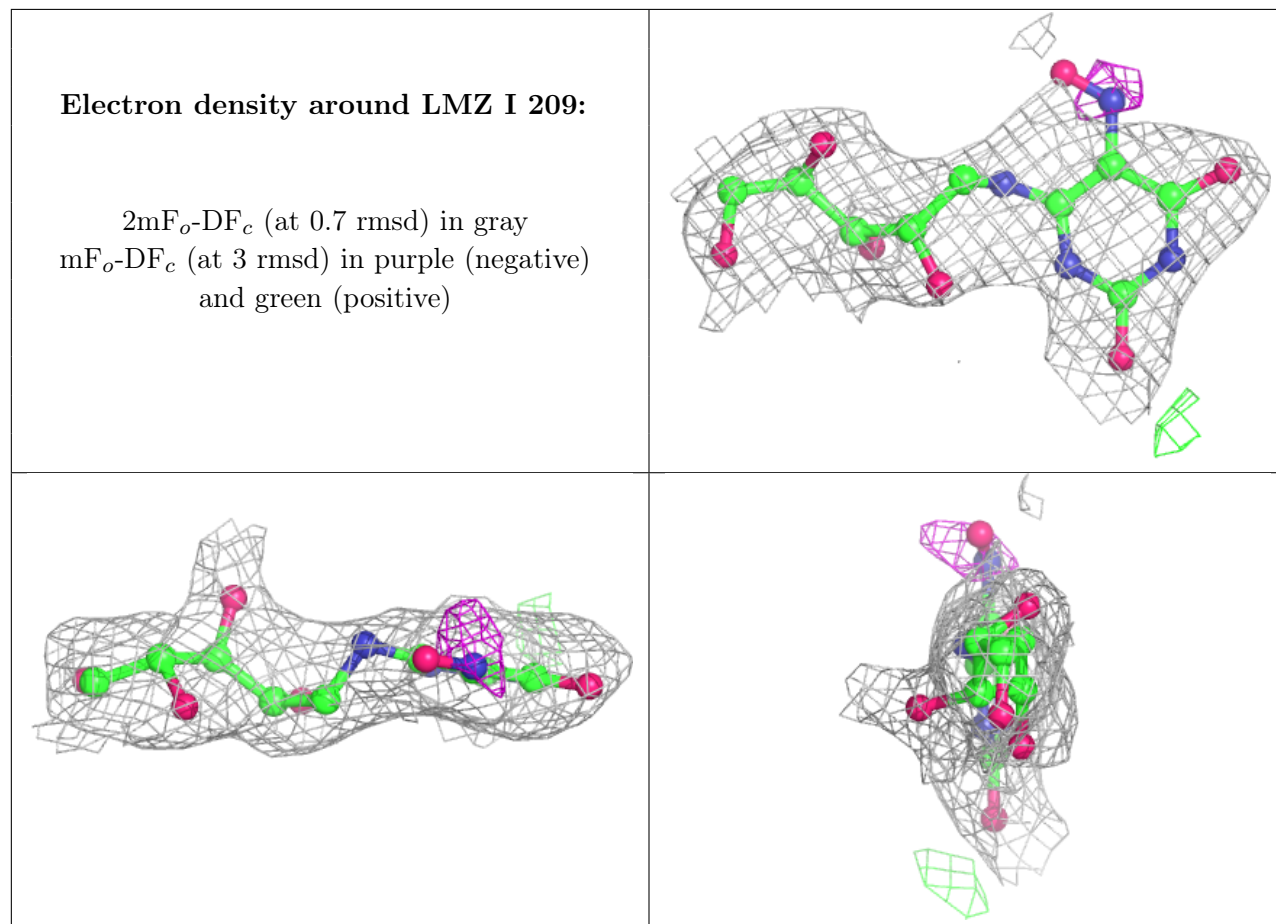 Electron density around LMZ I 209:
2mFₒ-DF𝒸 (at 0.7 rmsd) in gray
mFₒ-DF𝒸 (at 3 rmsd) in purple (negative)
and green (positive)